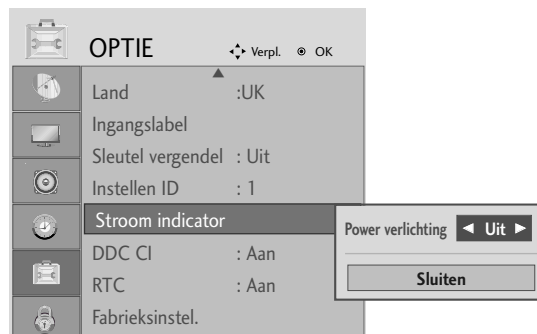 OPTIE Verpl. OK
Land :UK
Ingangslabel
Sleutel vergendel : Uit
Instellen ID : 1
Stroom indicator
Power verlichting ◄ Uit ►
DDC CI : Aan
RTC : Aan
Sluiten
Fabrieksinstel.